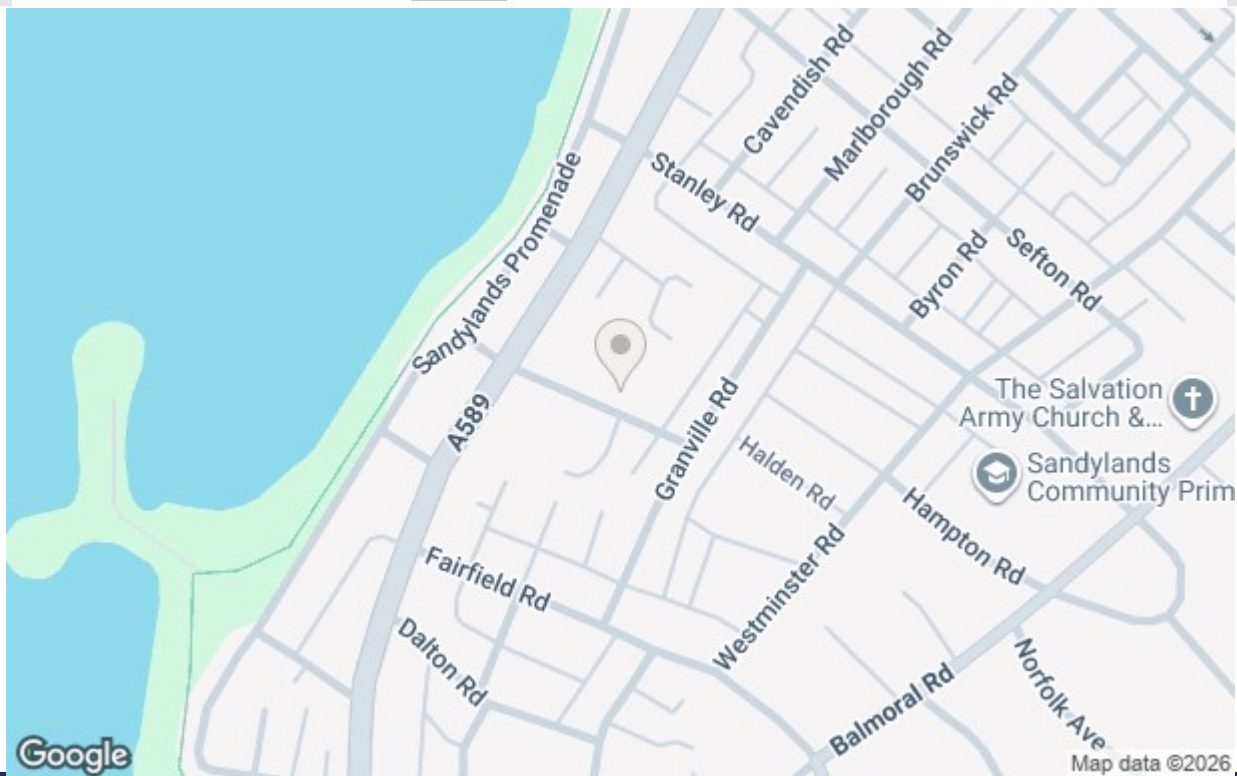 Cavendish Rd
Marlborough Rd
Brunswick Rd
Stanley Rd
Sandylands Promenade
Byron Rd
Sefton Rd
A589
Granville Rd
The Salvation
Army Church &...
Halden Rd
Sandylands
Community Prim
Hampton Rd
Westminster Rd
Fairfield Rd
Dalton Rd
Balmoral Rd
Norfolk Ave
Google
Map data ©2026